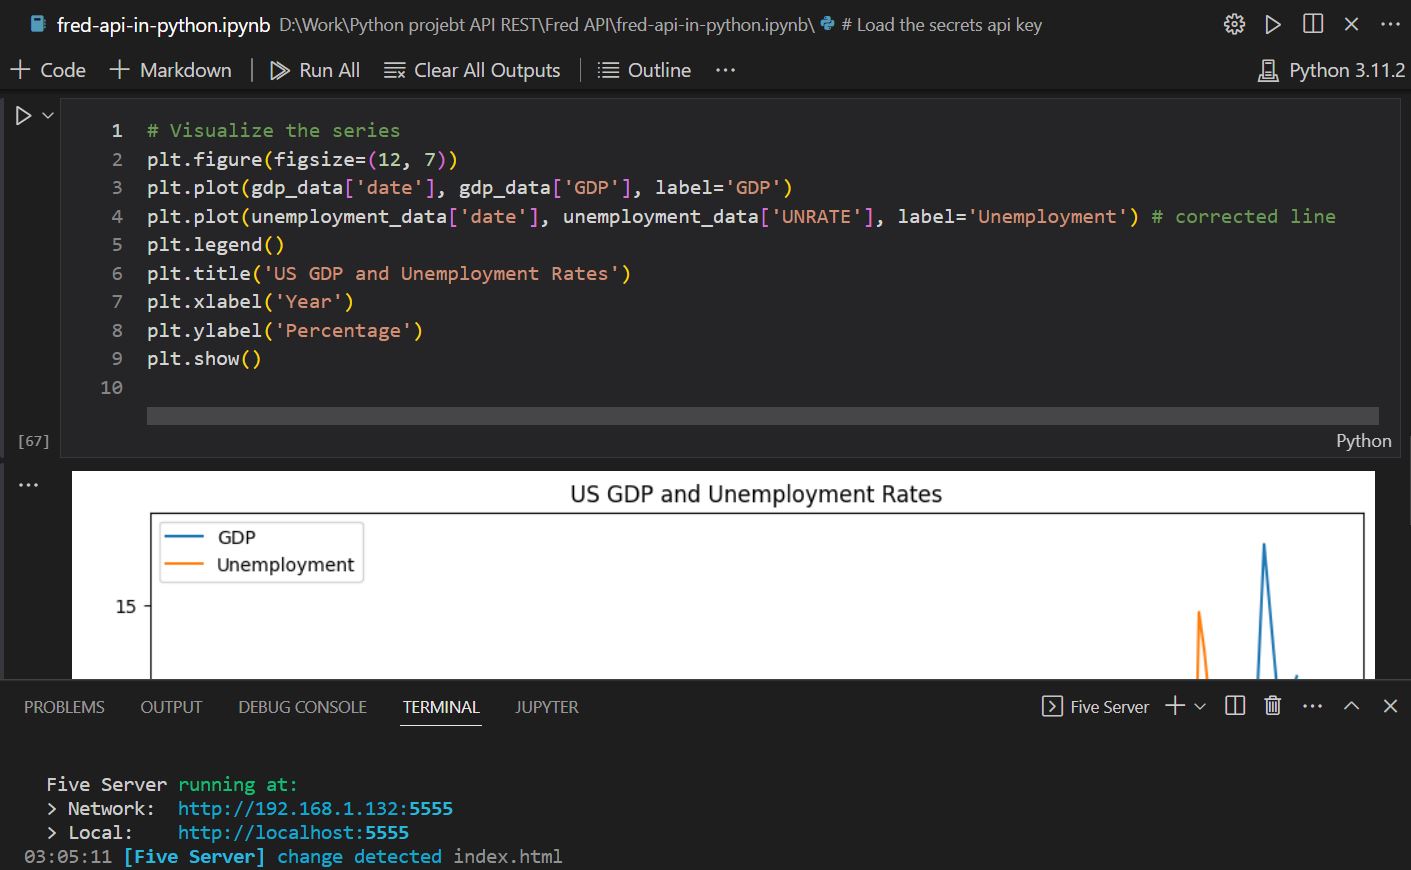 fred-api-in-python.ipynb D:\Work\Python projebt API REST\Fred API\fred-api-in-python.ipynb\ # Load the secrets api key
Code Markdown Run All Clear All Outputs Outline ... Python 3.11.2
1 # Visualize the series
2 plt.figure(figsize=(12, 7))
3 plt.plot(gdp_data['date'], gdp_data['GDP'], label='GDP')
4 plt.plot(unemployment_data['date'], unemployment_data['UNRATE'], label='Unemployment') # corrected line
5 plt.legend()
6 plt.title('US GDP and Unemployment Rates')
7 plt.xlabel('Year')
8 plt.ylabel('Percentage')
9 plt.show()
10
[67] Python
US GDP and Unemployment Rates
GDP
Unemployment
15
PROBLEMS OUTPUT DEBUG CONSOLE TERMINAL JUPYTER Five Server
Five Server running at:
> Network: http://192.168.1.132:5555
> Local: http://localhost:5555
03:05:11 [Five Server] change detected index.html